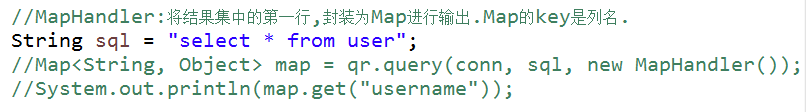 //MapHandler:将结果集中的第一行,封装为Map进行输出.Map的key是列名.
String sql = "select * from user";
//Map<String, Object> map = qr.query(conn, sql, new MapHandler());
//System.out.println(map.get("username"));